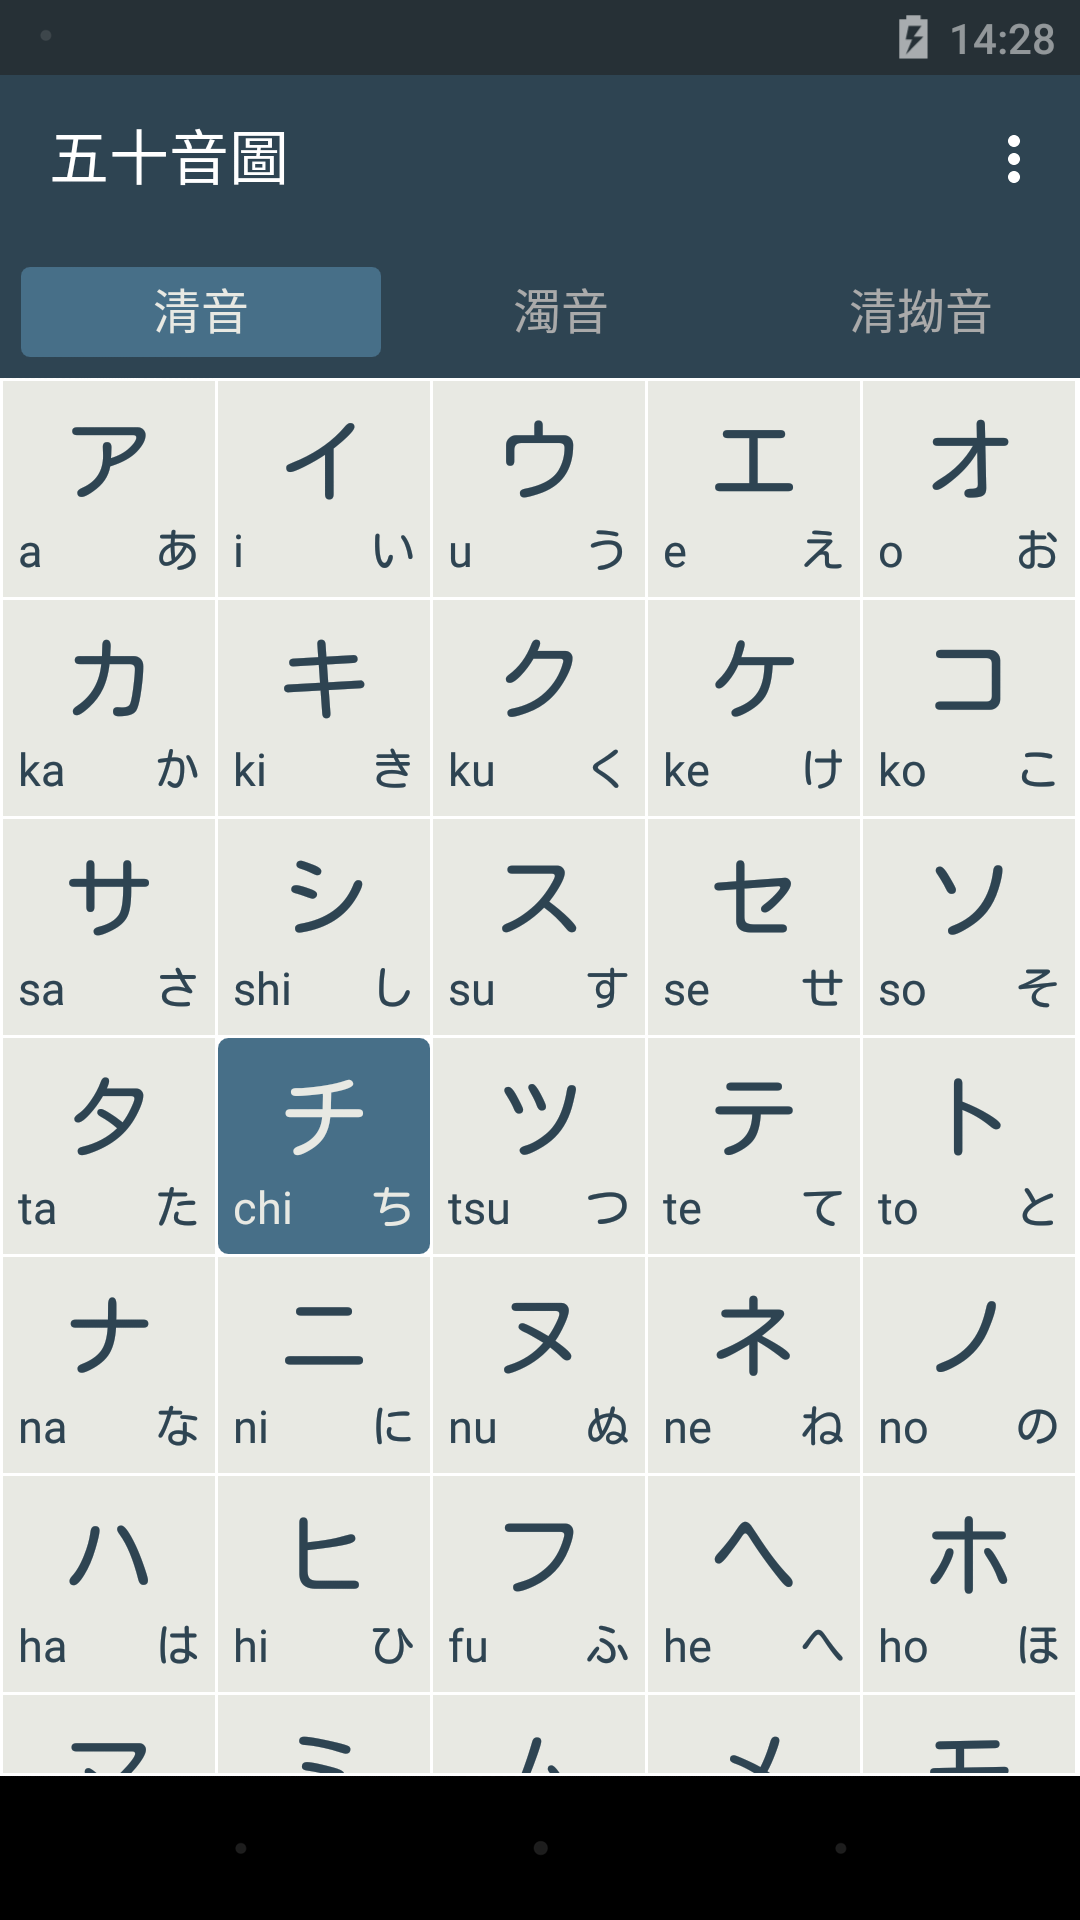 14:28
五十音圖
清音 濁音 清拗音
ア イ ウ エ オ
a あ i い u う e え o お
カ キ ク ケ コ
ka か ki き ku く ke け ko こ
サ シ ス セ ソ
sa さ shi し su す se せ so そ
タ チ ツ テ ト
ta た chi ち tsu つ te て to と
ナ ニ ヌ ネ ノ
na な ni に nu ぬ ne ね no の
ハ ヒ フ ヘ ホ
ha は hi ひ fu ふ he へ ho ほ
マ ミ ム メ モ